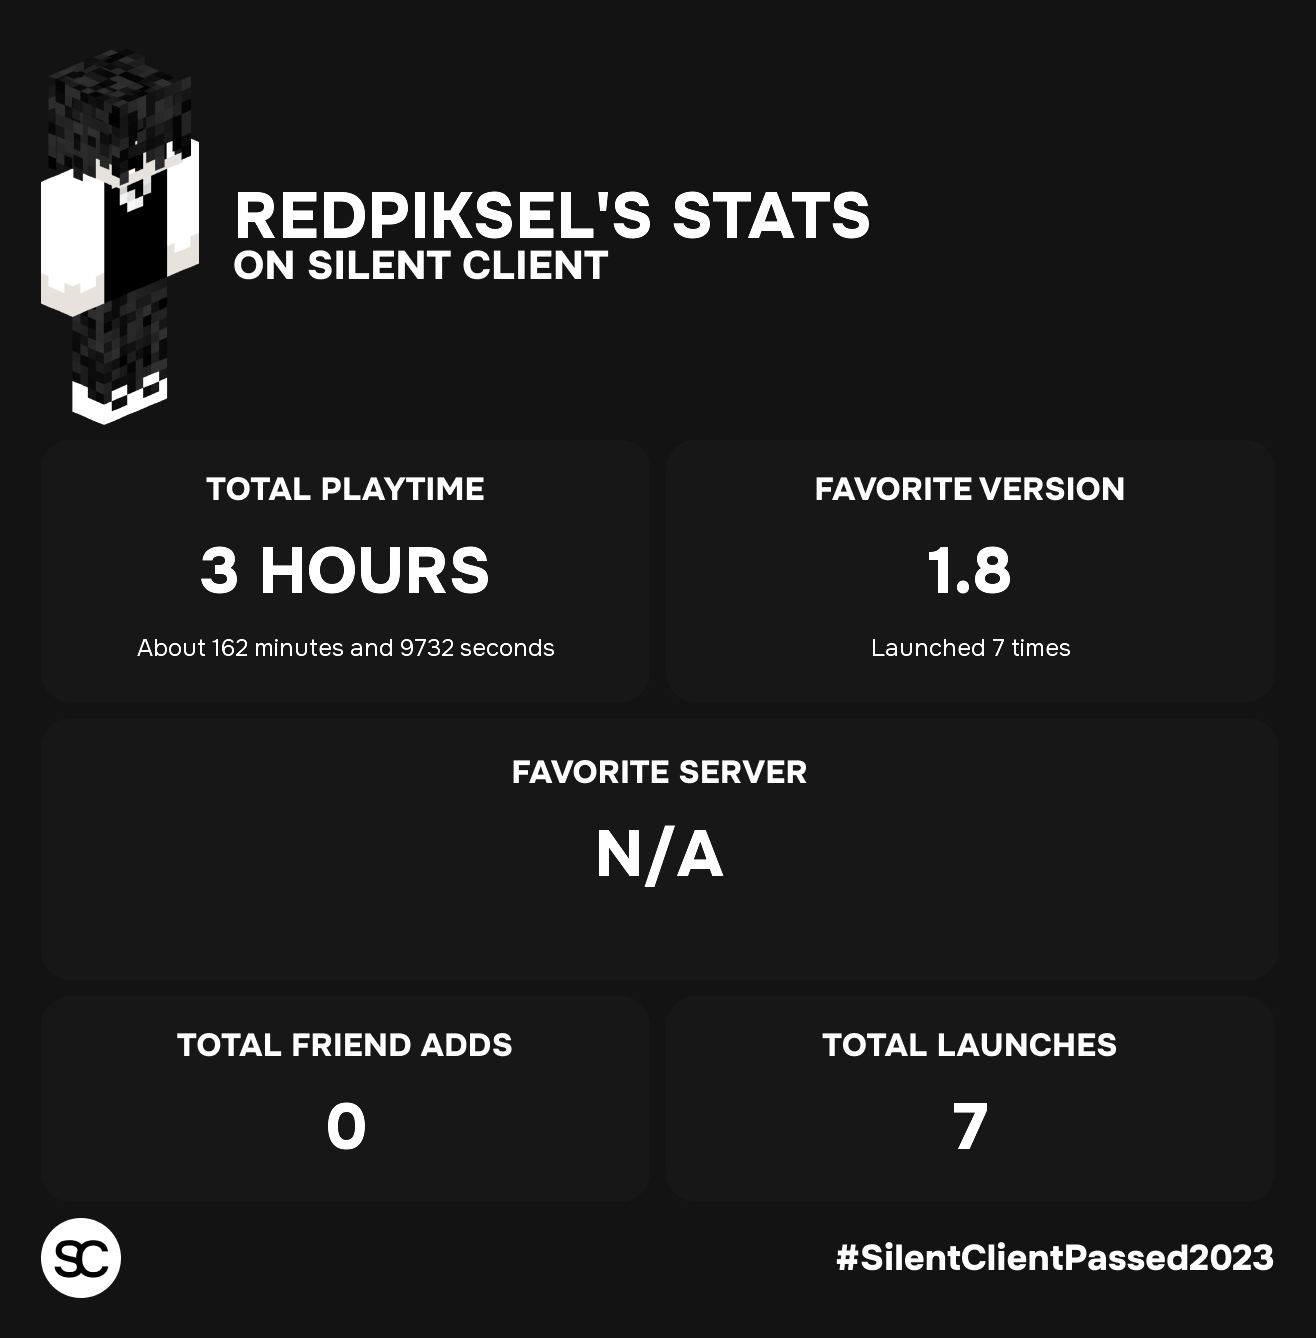 REDPIKSEL'S STATS
ON SILENT CLIENT
TOTAL PLAYTIME
3 HOURS
About 162 minutes and 9732 seconds
FAVORITE VERSION
1.8
Launched 7 times
FAVORITE SERVER
N/A
TOTAL FRIEND ADDS
0
TOTAL LAUNCHES
7
SC
#SilentClientPassed2023